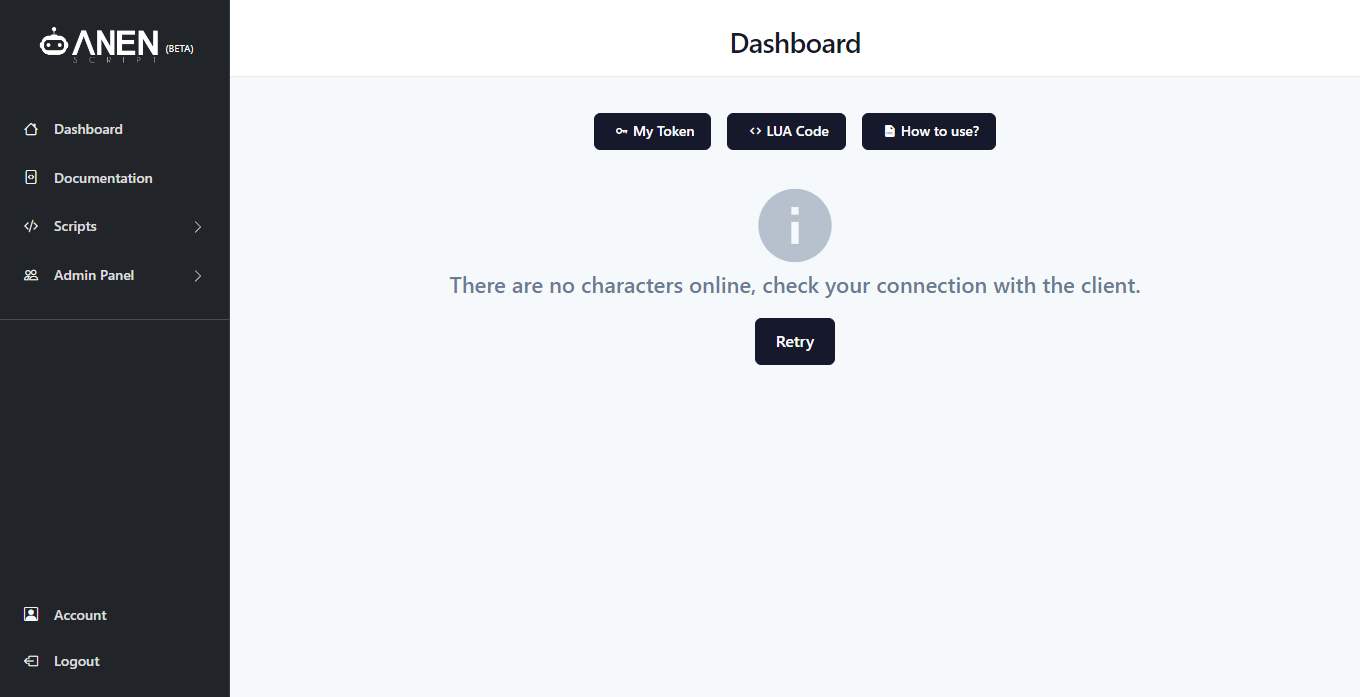 ANEN (BETA)
SCRIPT
Dashboard
Documentation
Scripts
Admin Panel
Account
Logout
Dashboard
My Token
LUA Code
How to use?
There are no characters online, check your connection with the client.
Retry